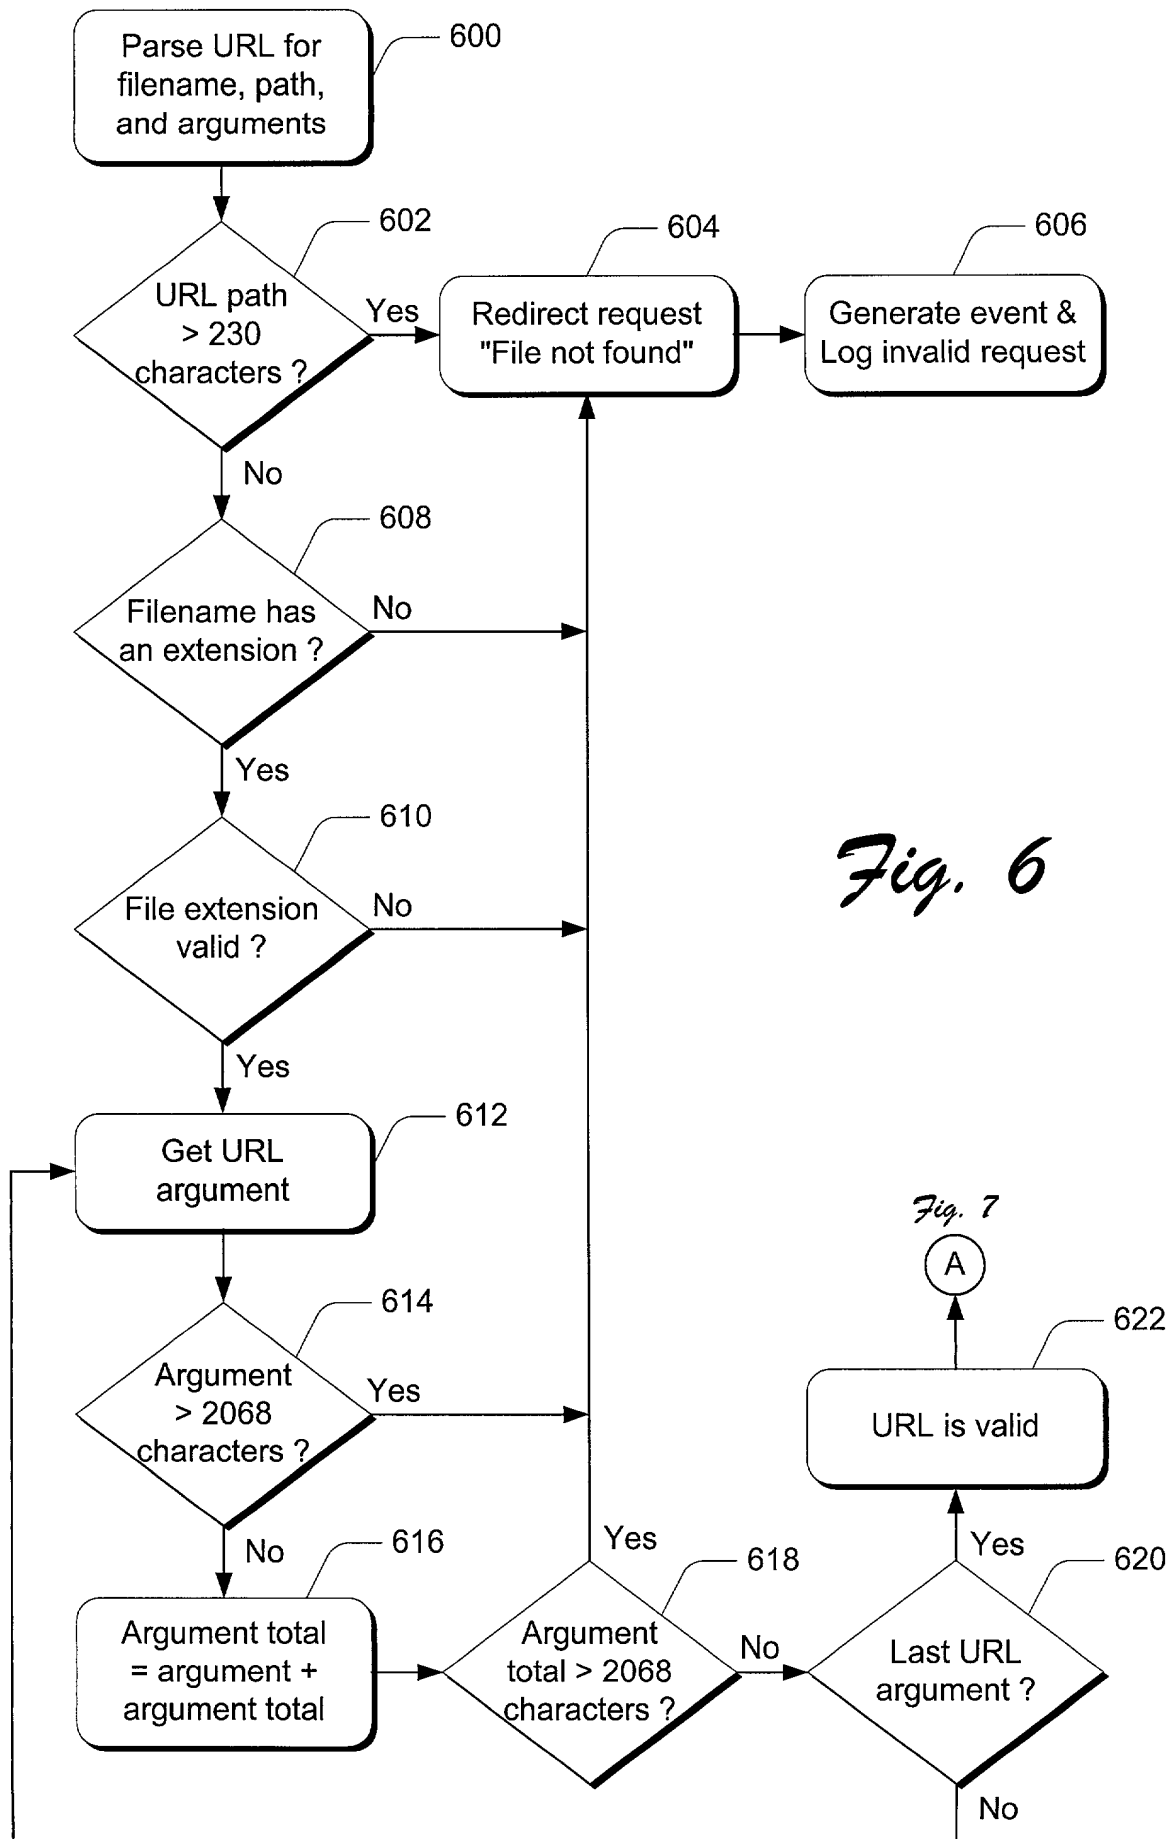 Parse URL for
filename, path,
and arguments
600
602
URL path
> 230
characters ?
Yes
604
Redirect request
"File not found"
606
Generate event &
Log invalid request
No
608
Filename has
an extension ?
No
Yes
610
File extension
valid ?
No
Fig. 6
Yes
612
Get URL
argument
614
Argument
> 2068
characters ?
Yes
No
616
Argument total
= argument +
argument total
Yes
618
Argument
total > 2068
characters ?
No
Fig. 7
A
622
URL is valid
Yes
620
Last URL
argument ?
No